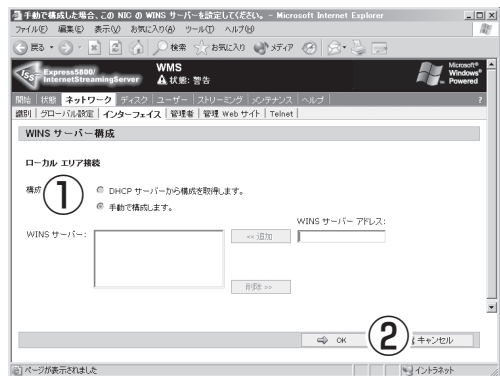 手動で構成した場合、この NIC の WINS サーバーを設定してください。 - Microsoft Internet Explorer
ファイル(F) 編集(E) 表示(V) お気に入り(A) ツール(T) ヘルプ(H)
戻る 検索 お気に入り メディア
ISS Express5800/ InternetStreamingServer
WMS
状態: 警告
Microsoft® Windows® Powered
開始 状態 ネットワーク ディスク ユーザー ストリーミング メンテナンス ヘルプ ?
識別 グローバル設定 インターフェイス 管理者 管理 Web サイト Telnet
WINS サーバー構成
ローカル エリア接続
構成
①
DHCP サーバーから構成を取得します。
手動で構成します。
WINS サーバー アドレス:
WINS サーバー:
<< 追加
削除 >>
OK
②
キャンセル
ページが表示されました
イントラネット